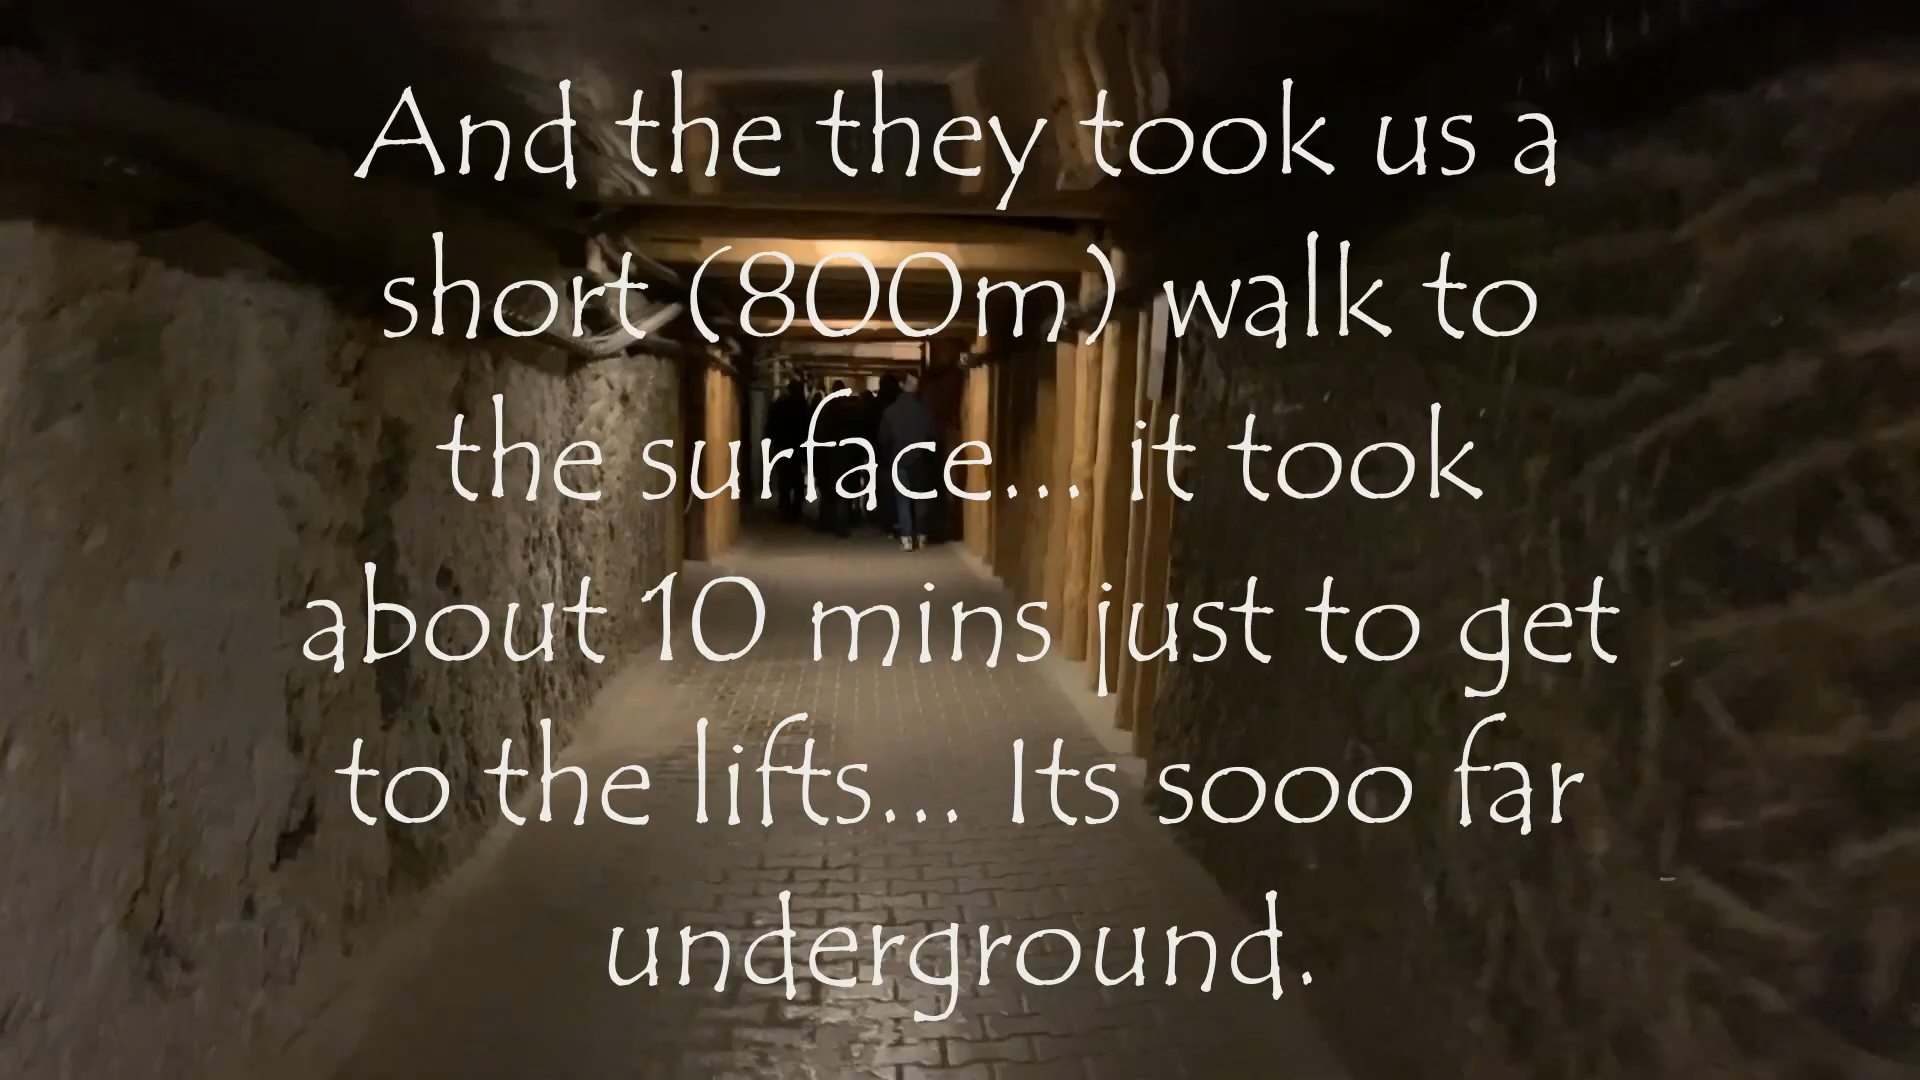 And the they took us a
short (800m) walk to
the surface... it took
about 10 mins just to get
to the lifts... Its sooo far
underground.